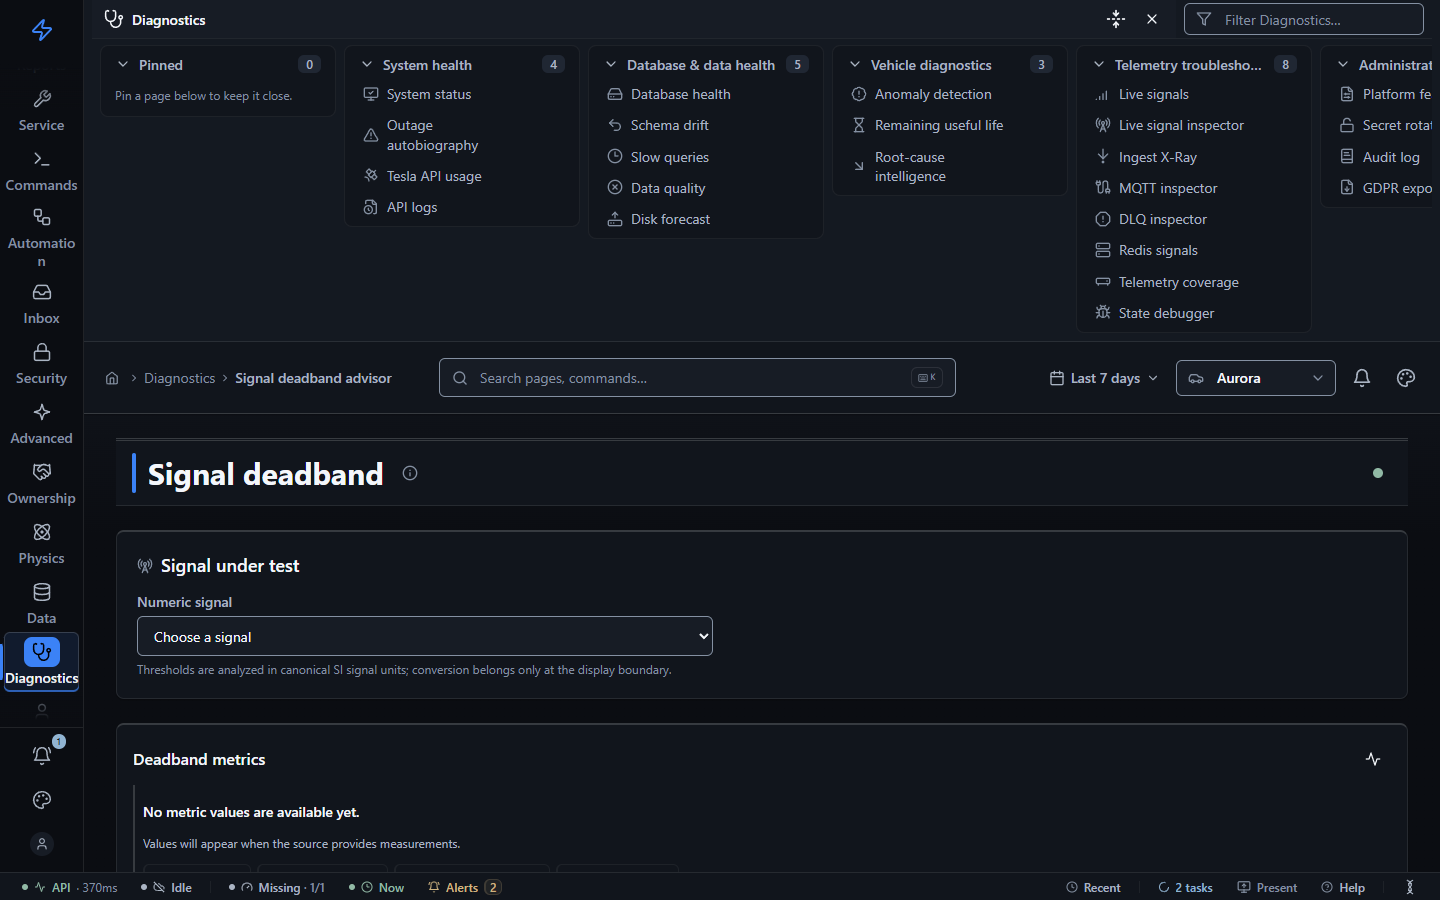 Diagnostics
Filter Diagnostics...
Pinned 0
Pin a page below to keep it close.
System health 4
System status
Outage
autobiography
Tesla API usage
API logs
Database & data health 5
Database health
Schema drift
Slow queries
Data quality
Disk forecast
Vehicle diagnostics 3
Anomaly detection
Remaining useful life
Root-cause
intelligence
Telemetry troublesho... 8
Live signals
Live signal inspector
Ingest X-Ray
MQTT inspector
DLQ inspector
Redis signals
Telemetry coverage
State debugger
Administrat
Platform fe
Secret rotat
Audit log
GDPR expo
Service
Commands
Automatio
n
Inbox
Security
Advanced
Ownership
Physics
Data
Diagnostics
1
Diagnostics
Signal deadband advisor
Search pages, commands...
K
Last 7 days
Aurora
Signal deadband
Signal under test
Numeric signal
Choose a signal
Thresholds are analyzed in canonical SI signal units; conversion belongs only at the display boundary.
Deadband metrics
No metric values are available yet.
Values will appear when the source provides measurements.
API · 370ms
Idle
Missing · 1/1
Now
Alerts 2
Recent
2 tasks
Present
Help